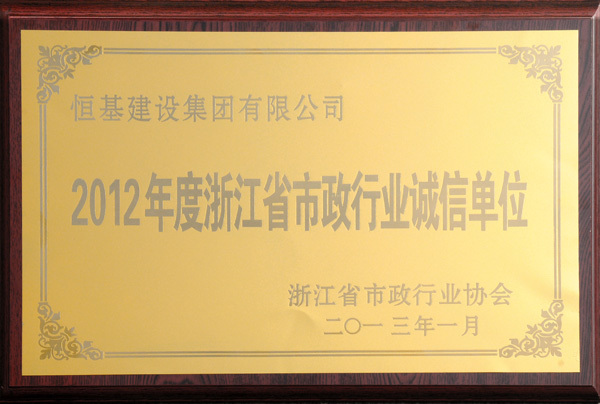 恒基建设集团有限公司
2012年度浙江省市政行业诚信单位
浙江省市政行业协会
二〇一三年一月